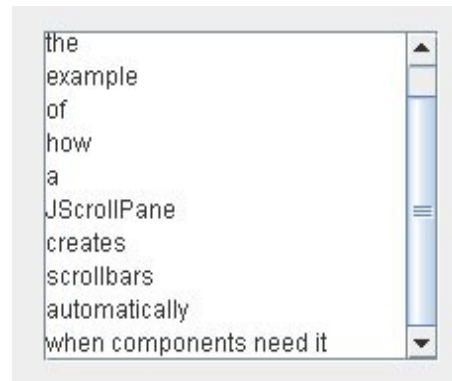 the
example
of
how
a
JScrollPane
creates
scrollbars
automatically
when components need it